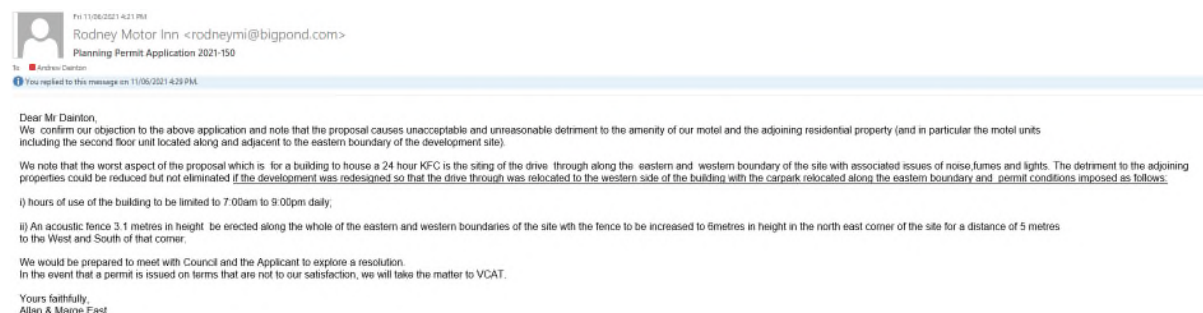 Fri 11/06/2021 4:21 PM
Rodney Motor Inn <rodneymi@bigpond.com>
Planning Permit Application 2021-150
To Andrew Dainton
You replied to this message on 11/06/2021 4:29 PM.
Dear Mr Dainton,
We confirm our objection to the above application and note that the proposal causes unacceptable and unreasonable detriment to the amenity of our motel and the adjoining residential property (and in particular the motel units
including the second floor unit located along and adjacent to the eastern boundary of the development site).
We note that the worst aspect of the proposal which is for a building to house a 24 hour KFC is the siting of the drive through along the eastern and western boundary of the site with associated issues of noise,fumes and lights. The detriment to the adjoining
properties could be reduced but not eliminated if the development was redesigned so that the drive through was relocated to the western side of the building with the carpark relocated along the eastern boundary and permit conditions imposed as follows:
i) hours of use of the building to be limited to 7:00am to 9:00pm daily;
ii) An acoustic fence 3.1 metres in height be erected along the whole of the eastern and western boundaries of the site wth the fence to be increased to 6metres in height in the north east corner of the site for a distance of 5 metres
to the West and South of that corner.
We would be prepared to meet with Council and the Applicant to explore a resolution.
In the event that a permit is issued on terms that are not to our satisfaction, we will take the matter to VCAT.
Yours faithfully,
Allan & Marge East